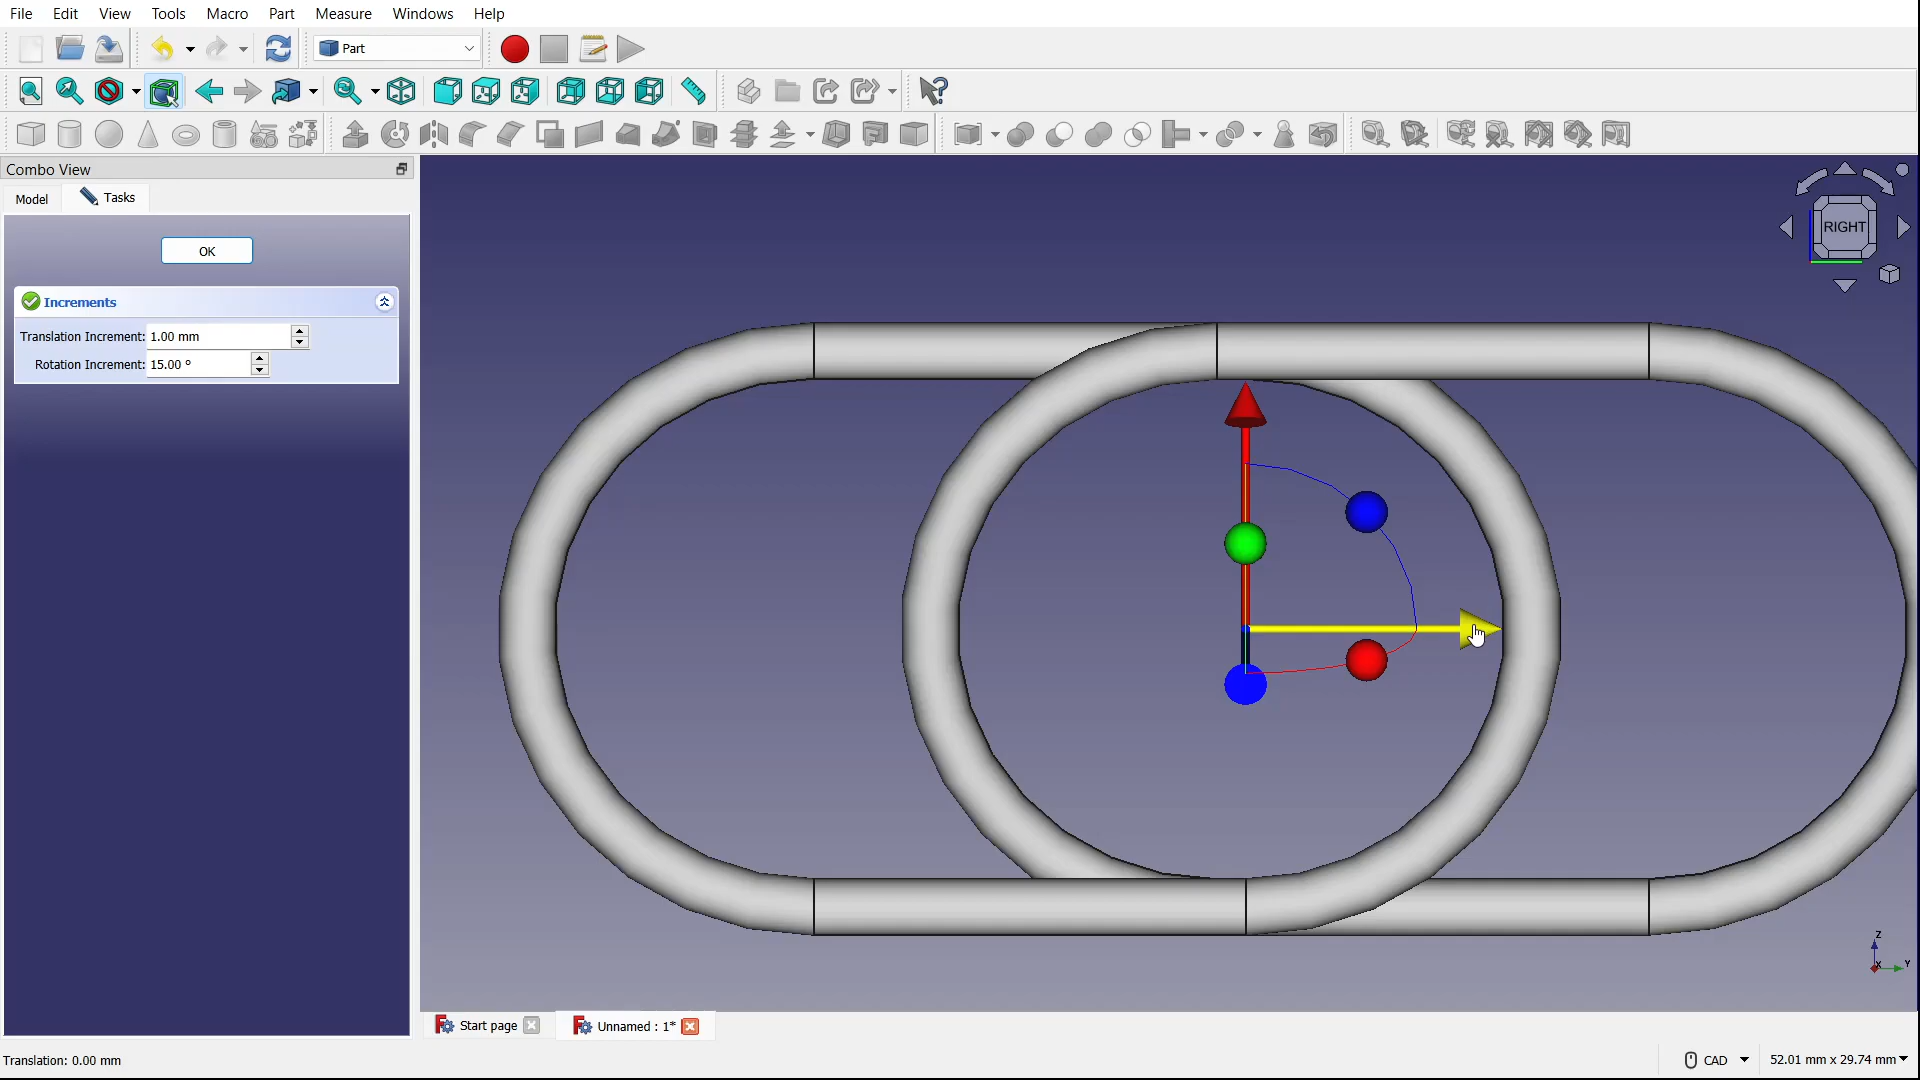 File Edit View Tools Macro Part Measure Windows Help
Part
Combo View
Model Tasks
OK
Increments
Translation Increment: 1.00 mm
Rotation Increment: 15.00 °
RIGHT
Z
X Y
Start page Unnamed : 1*
Translation: 0.00 mm CAD 52.01 mm x 29.74 mm